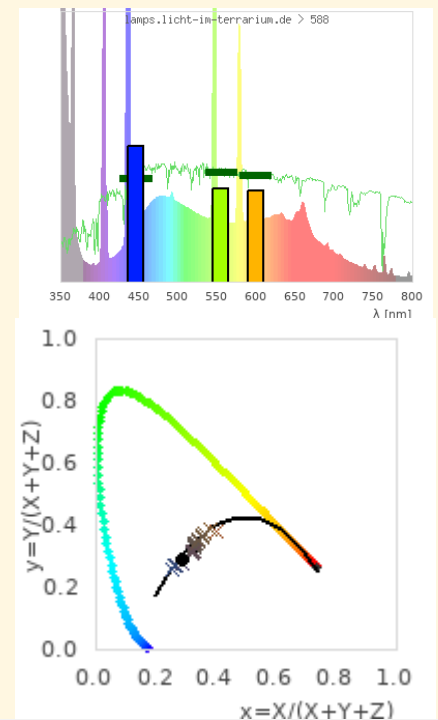 lamps.licht-im-terrarium.de > 588
350 400 450 500 550 600 650 700 750 800
λ [nm]
1.0
0.8
0.6
0.4
0.2
0.0
y=Y/(X+Y+Z)
0.0 0.2 0.4 0.6 0.8 1.0
x=X/(X+Y+Z)